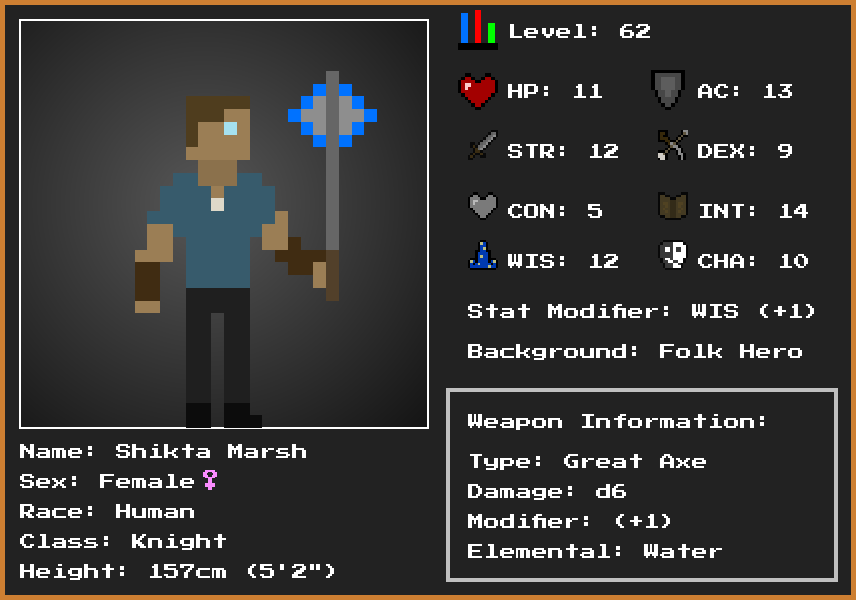 Level: 62
HP: 11 AC: 13
STR: 12 DEX: 9
CON: 5 INT: 14
WIS: 12 CHA: 10
Stat Modifier: WIS (+1)
Background: Folk Hero
Weapon Information:
Type: Great Axe
Damage: d6
Modifier: (+1)
Elemental: Water
Name: Shikta Marsh
Sex: Female♀
Race: Human
Class: Knight
Height: 157cm (5'2")